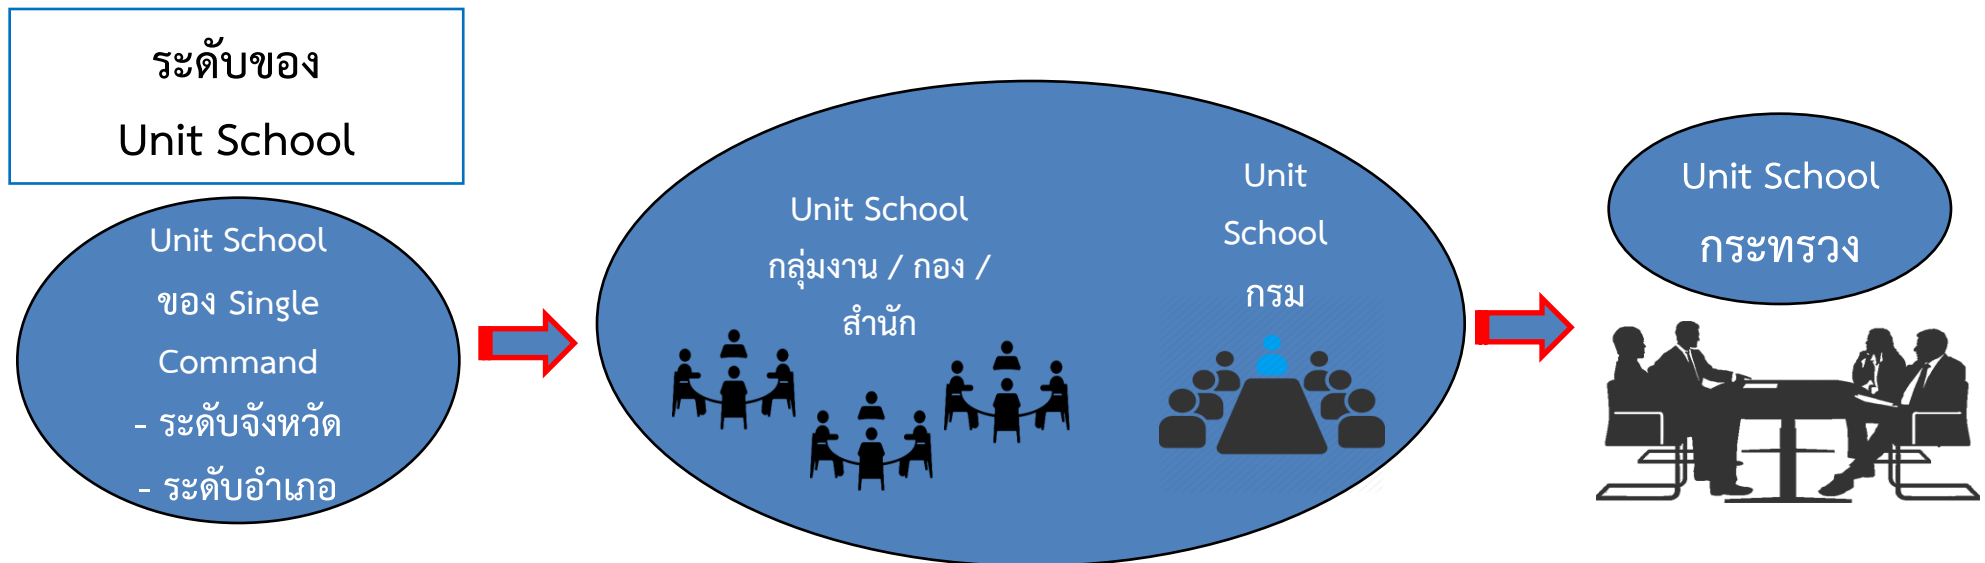 ระดับของ
Unit School
Unit School
ของ Single
Command
- ระดับจังหวัด
- ระดับอำเภอ
Unit School
กลุ่มงาน / กอง /
สำนัก
Unit
School
กรม
Unit School
กระทรวง